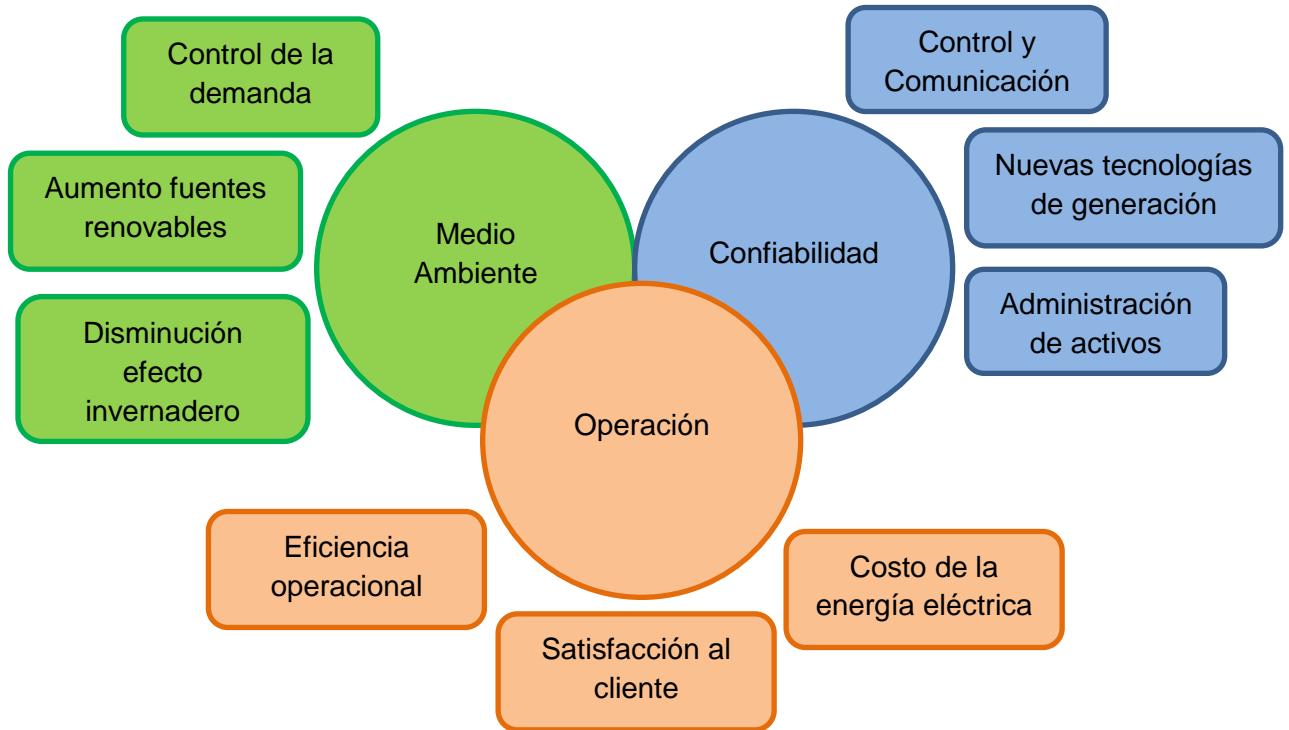 Control de la
demanda
Aumento fuentes
renovables
Disminución
efecto
invernadero
Medio
Ambiente
Control y
Comunicación
Nuevas tecnologías
de generación
Administración
de activos
Confiabilidad
Operación
Eficiencia
operacional
Satisfacción al
cliente
Costo de la
energía eléctrica